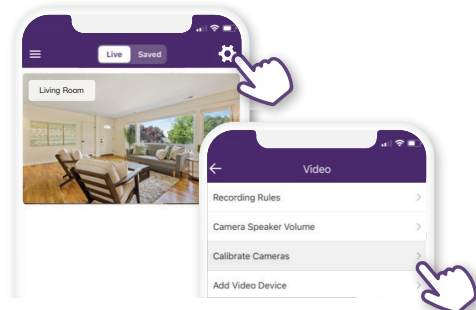 Live Saved
Living Room
Video
Recording Rules
Camera Speaker Volume
Calibrate Cameras
Add Video Device